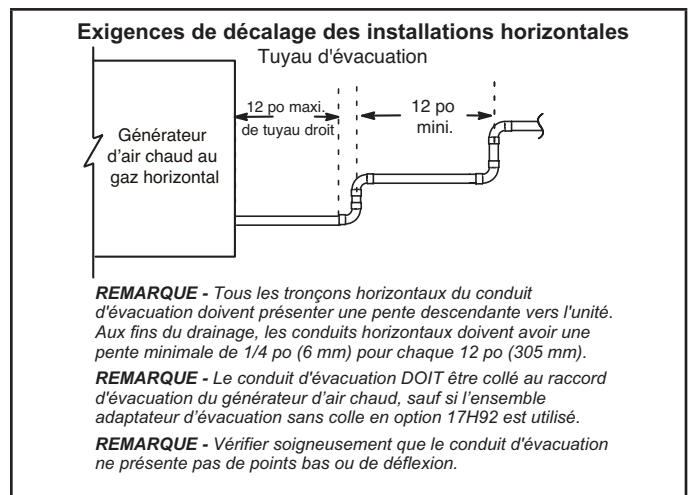 Exigences de décalage des installations horizontales
Tuyau d'évacuation
12 po maxi.
de tuyau droit
12 po
mini.
Générateur
d'air chaud au
gaz horizontal
REMARQUE - Tous les tronçons horizontaux du conduit
d'évacuation doivent présenter une pente descendante vers l'unité.
Aux fins du drainage, les conduits horizontaux doivent avoir une
pente minimale de 1/4 po (6 mm) pour chaque 12 po (305 mm).
REMARQUE - Le conduit d'évacuation DOIT être collé au raccord
d'évacuation du générateur d'air chaud, sauf si l'ensemble
adaptateur d'évacuation sans colle en option 17H92 est utilisé.
REMARQUE - Vérifier soigneusement que le conduit d'évacuation
ne présente pas de points bas ou de déflexion.